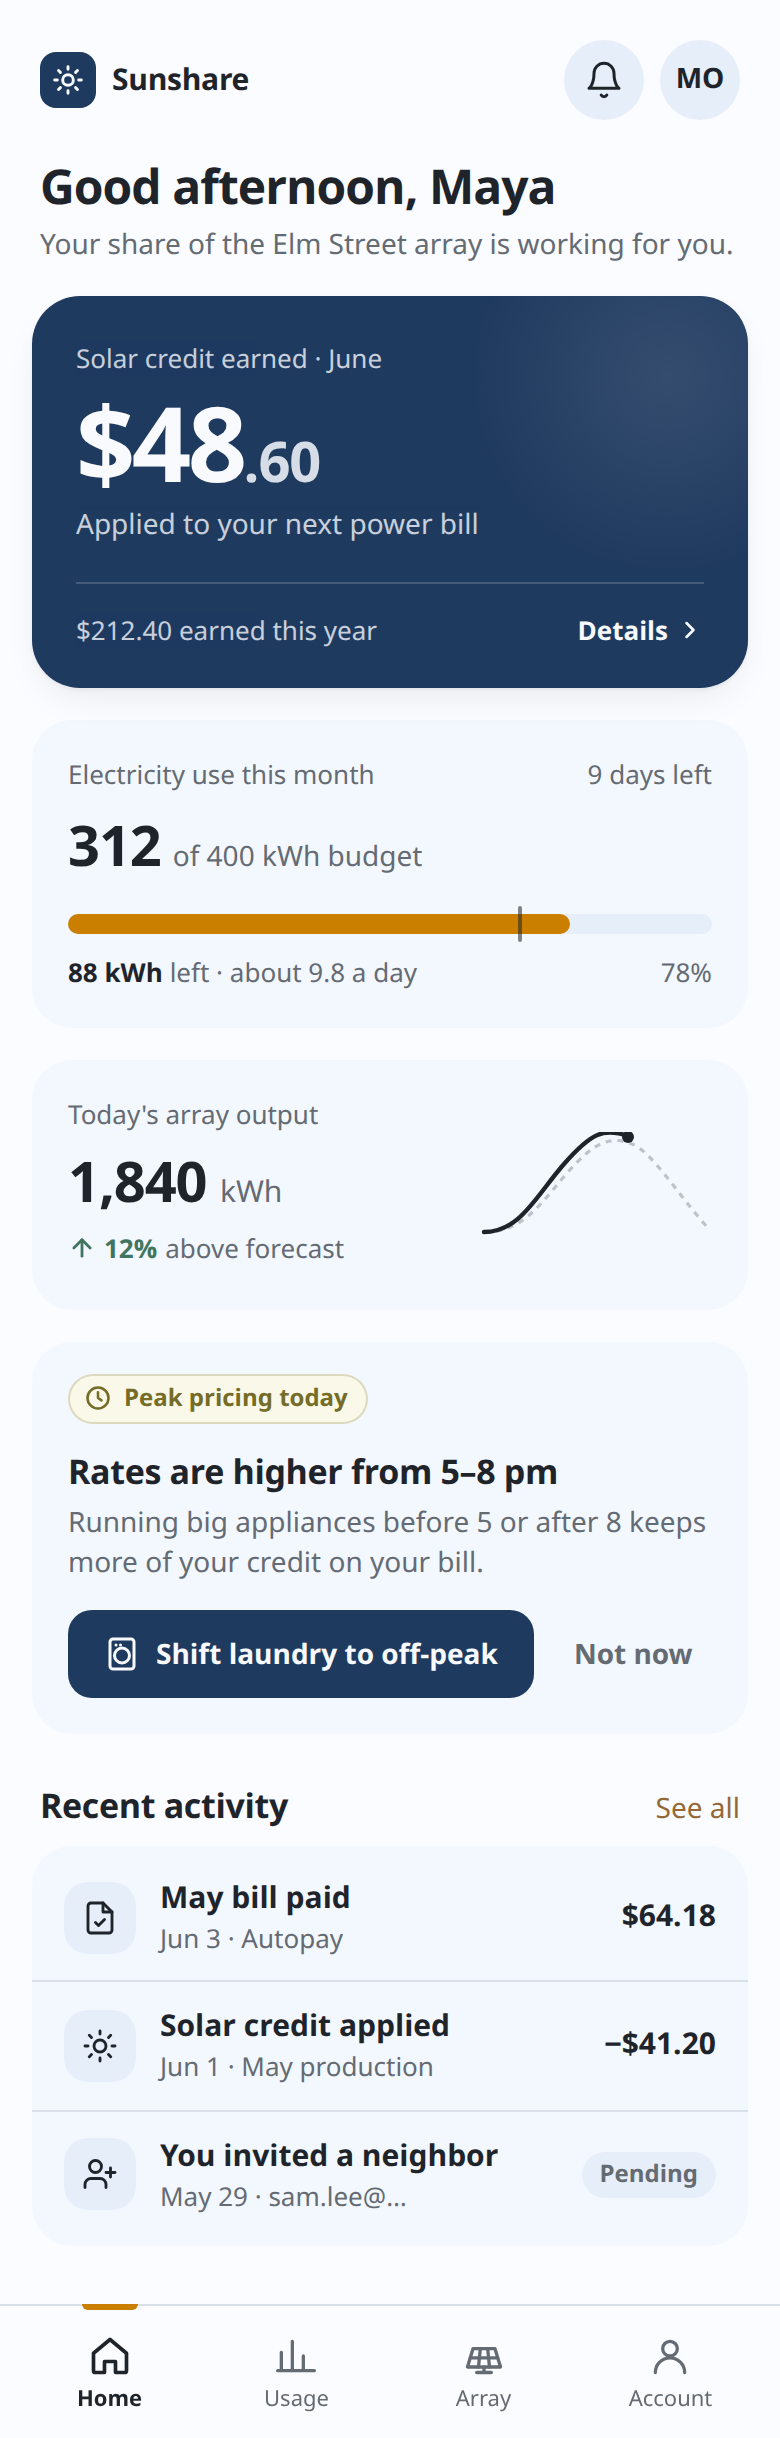 Sunshare
MO
Good afternoon, Maya
Your share of the Elm Street array is working for you.
Solar credit earned · June
$48.60
Applied to your next power bill
$212.40 earned this year
Details
Electricity use this month
9 days left
312 of 400 kWh budget
88 kWh left · about 9.8 a day
78%
Today's array output
1,840 kWh
12% above forecast
Peak pricing today
Rates are higher from 5–8 pm
Running big appliances before 5 or after 8 keeps
more of your credit on your bill.
Shift laundry to off-peak
Not now
Recent activity
See all
May bill paid
Jun 3 · Autopay
$64.18
Solar credit applied
Jun 1 · May production
−$41.20
You invited a neighbor
May 29 · sam.lee@...
Pending
Home
Usage
Array
Account